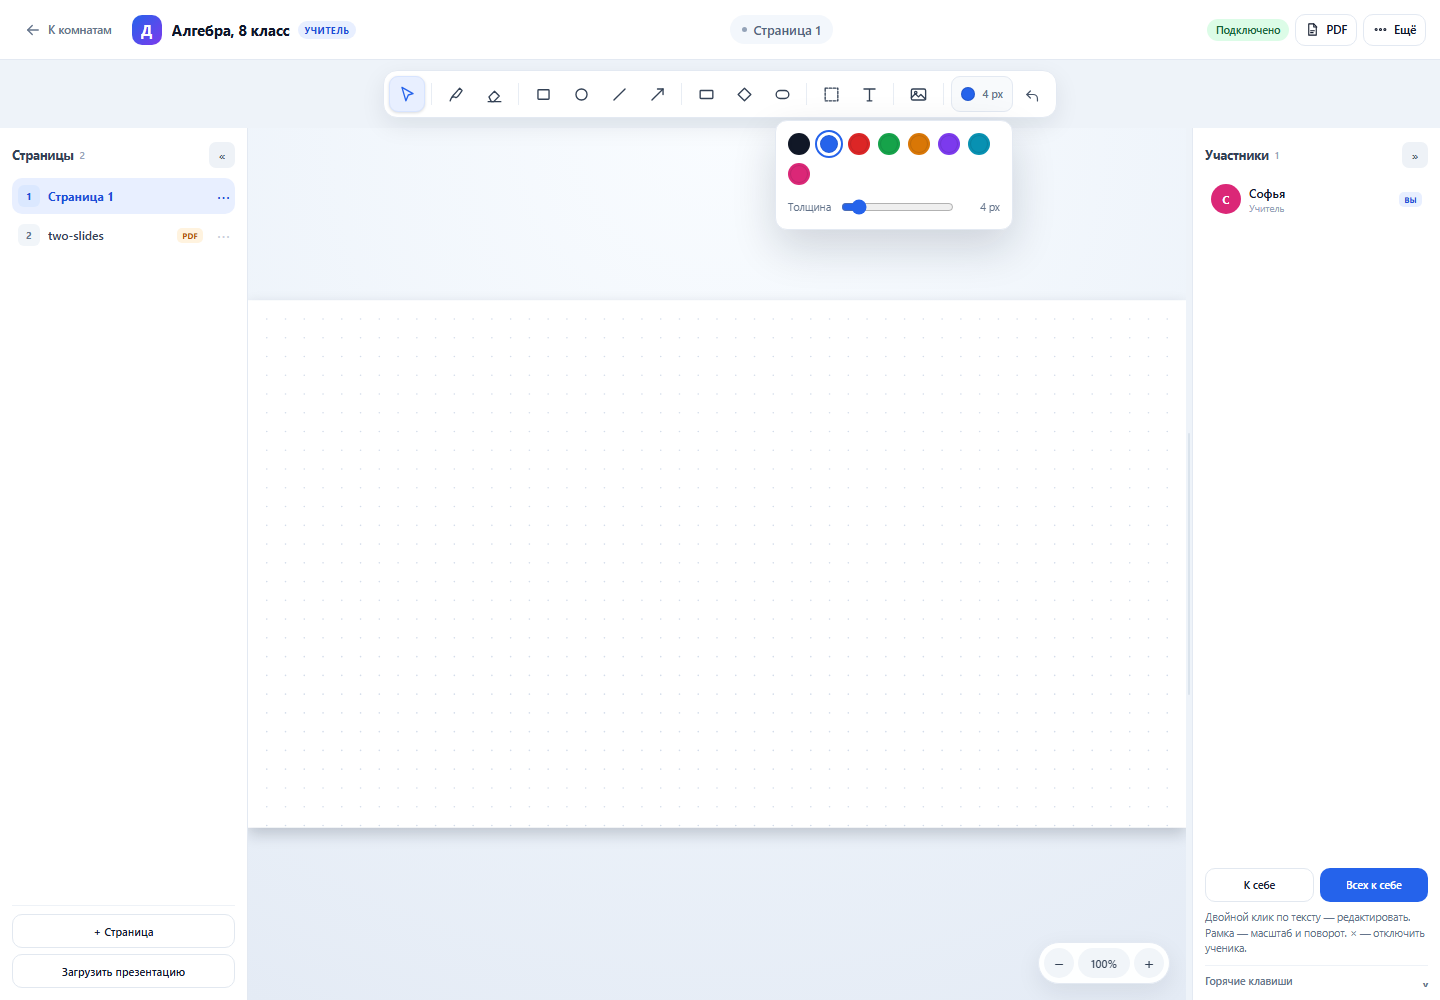 К комнатам
Д
Алгебра, 8 класс
УЧИТЕЛЬ
Страница 1
Подключено
PDF
Ещё
4 px
Страницы 2
«
1 Страница 1
2 two-slides PDF
Толщина 4 px
Участники 1
»
С
Софья
Учитель
ВЫ
+ Страница
Загрузить презентацию
− 100% +
К себе
Всех к себе
Двойной клик по тексту — редактировать.
Рамка — масштаб и поворот. × — отключить
ученика.
Горячие клавиши